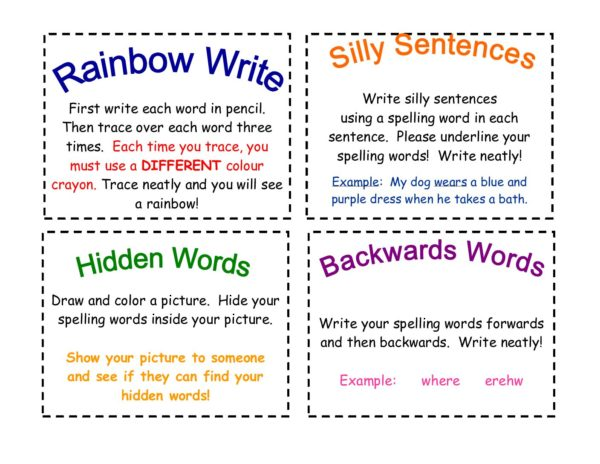 Rainbow Write
First write each word in pencil.
Then trace over each word three
times.  Each time you trace, you
must use a DIFFERENT colour
crayon. Trace neatly and you will see
a rainbow!
Silly Sentences
Write silly sentences
using a spelling word in each
sentence.  Please underline your
spelling words!  Write neatly!
Example:  My dog wears a blue and
purple dress when he takes a bath.
Hidden Words
Draw and color a picture.  Hide your
spelling words inside your picture.
Show your picture to someone
and see if they can find your
hidden words!
Backwards Words
Write your spelling words forwards
and then backwards.  Write neatly!
Example:      where      erehw